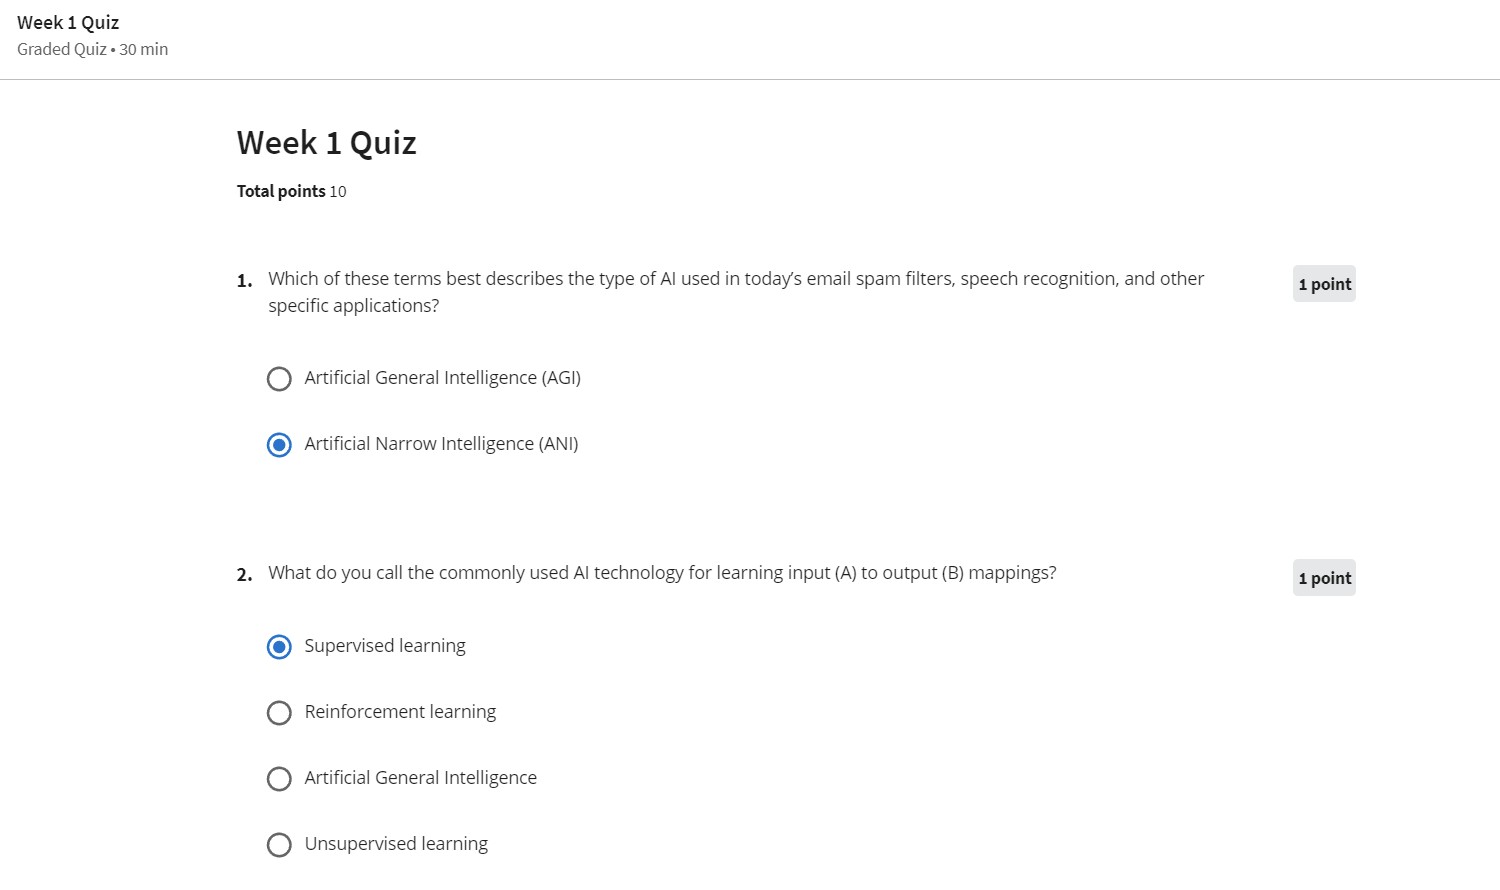 Week 1 Quiz
Graded Quiz • 30 min
Week 1 Quiz
Total points 10
1. Which of these terms best describes the type of AI used in today’s email spam filters, speech recognition, and other
specific applications?
1 point
Artificial General Intelligence (AGI)
Artificial Narrow Intelligence (ANI)
2. What do you call the commonly used AI technology for learning input (A) to output (B) mappings?
1 point
Supervised learning
Reinforcement learning
Artificial General Intelligence
Unsupervised learning